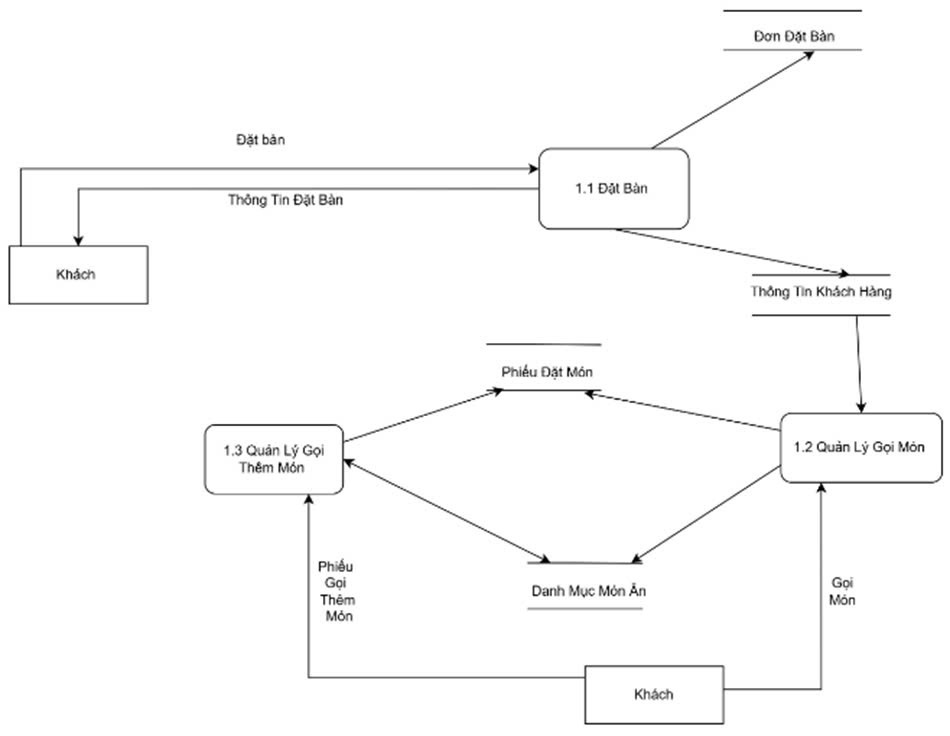 Đơn Đặt Bàn
Đặt bàn
1.1 Đặt Bàn
Thông Tin Đặt Bàn
Khách
Thông Tin Khách Hàng
Phiếu Đặt Món
1.3 Quản Lý Gọi
Thêm Món
1.2 Quản Lý Gọi Món
Phiếu
Gọi
Thêm
Món
Danh Mục Món Ăn
Gọi
Món
Khách